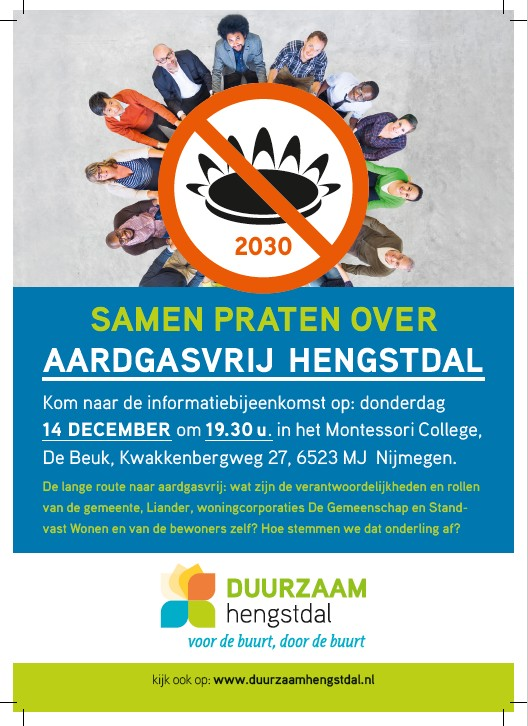 2030
SAMEN PRATEN OVER
AARDGASVRIJ HENGSTDAL
Kom naar de informatiebijeenkomst op: donderdag
14 DECEMBER om 19.30 u. in het Montessori College,
De Beuk, Kwakkenbergweg 27, 6523 MJ Nijmegen.
De lange route naar aardgasvrij: wat zijn de verantwoordelijkheden en rollen
van de gemeente, Liander, woningcorporaties De Gemeenschap en Stand-
vast Wonen en van de bewoners zelf? Hoe stemmen we dat onderling af?
DUURZAAM
hengstdal
voor de buurt, door de buurt
kijk ook op: www.duurzaamhengstdal.nl